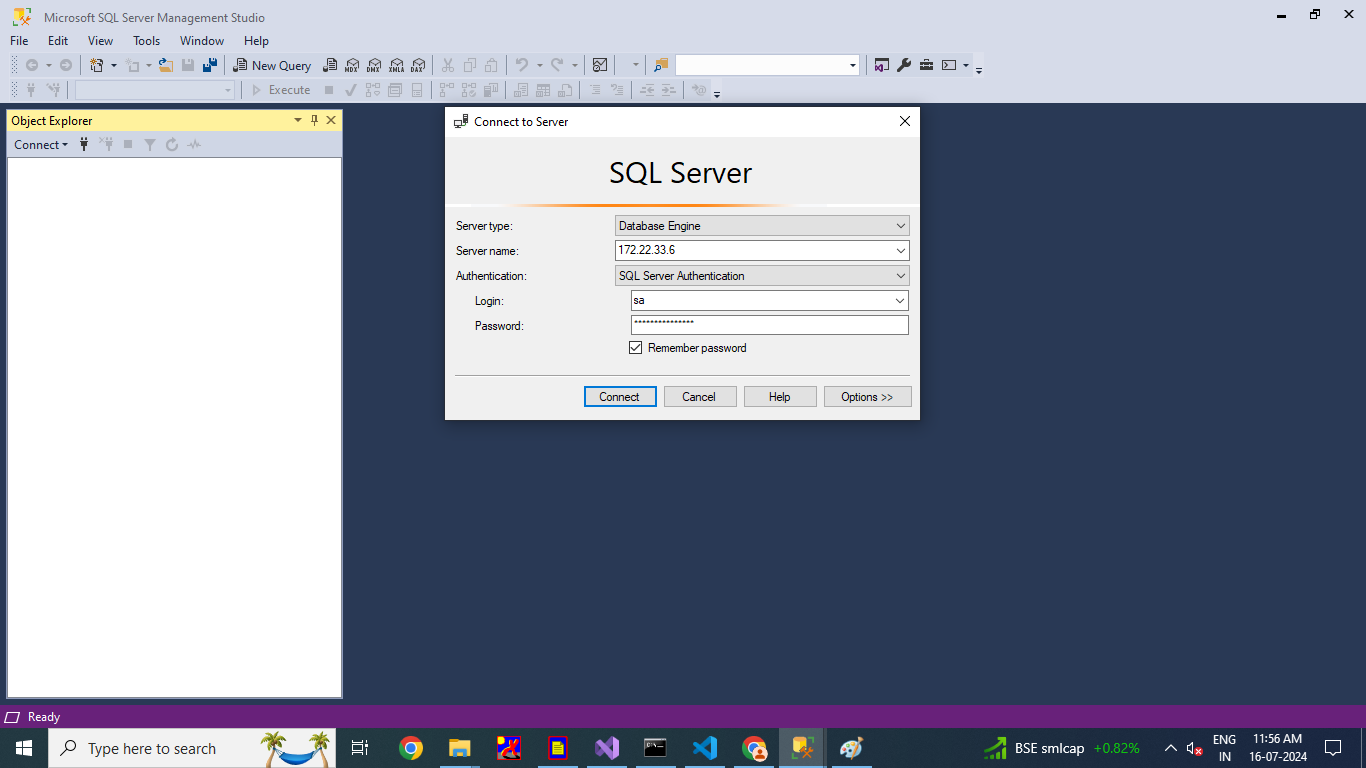 Microsoft SQL Server Management Studio
File Edit View Tools Window Help
New Query MDX DMX XMLA DAX
Execute
Object Explorer
Connect
Connect to Server
SQL Server
Server type: Database Engine
Server name: 172.22.33.6
Authentication: SQL Server Authentication
Login: sa
Password: ***************
Remember password
Connect Cancel Help Options >>
Ready
Type here to search
BSE smlcap +0.82%
ENG
IN
11:56 AM
16-07-2024